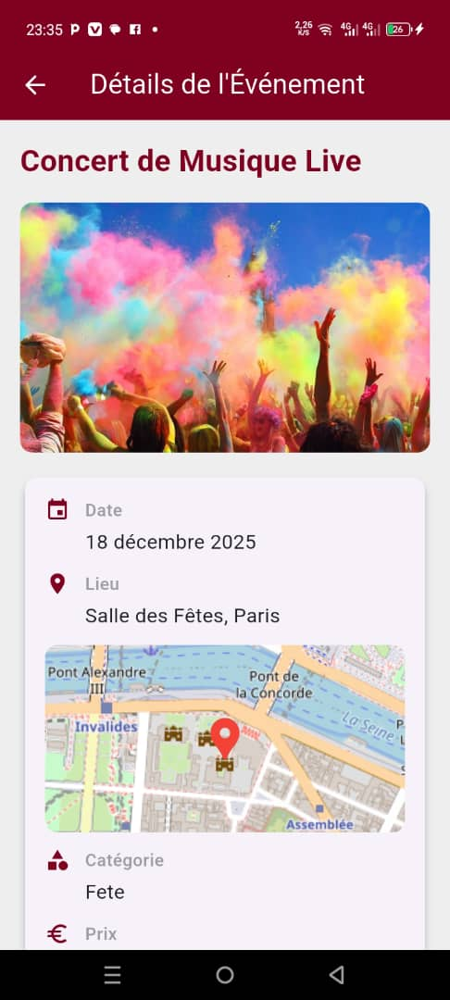 23:35
2,26
K/S
4G
4G
26
Détails de l'Événement
Concert de Musique Live
Date
18 décembre 2025
Lieu
Salle des Fêtes, Paris
Pont Alexandre
III
Pont de
la Concorde
La Seine
Invalides
Assemblée
Catégorie
Fete
Prix